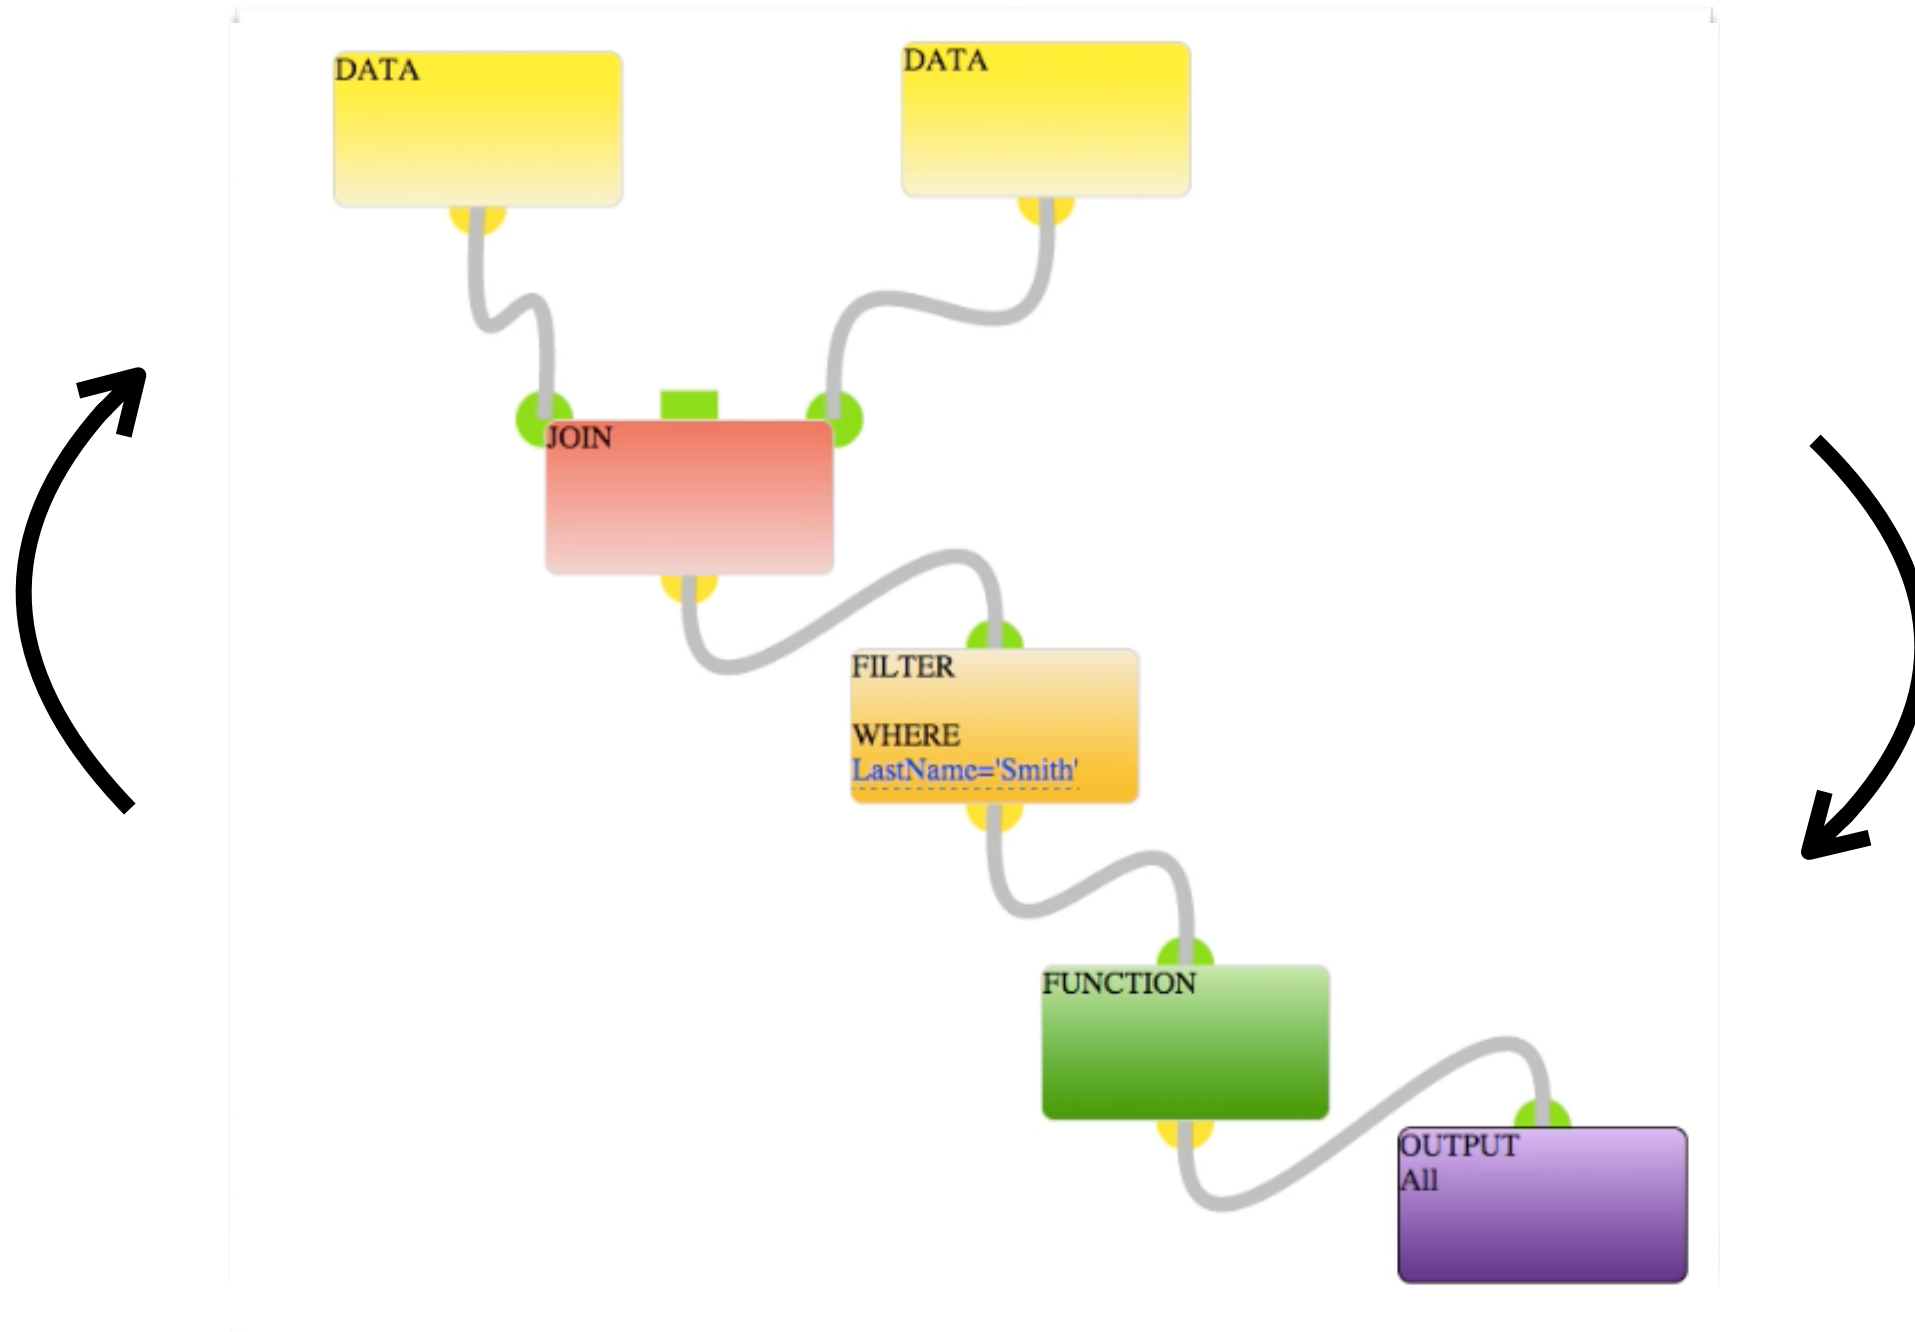 DATA
DATA
JOIN
FILTER
WHERE
LastName='Smith'
FUNCTION
OUTPUT
All